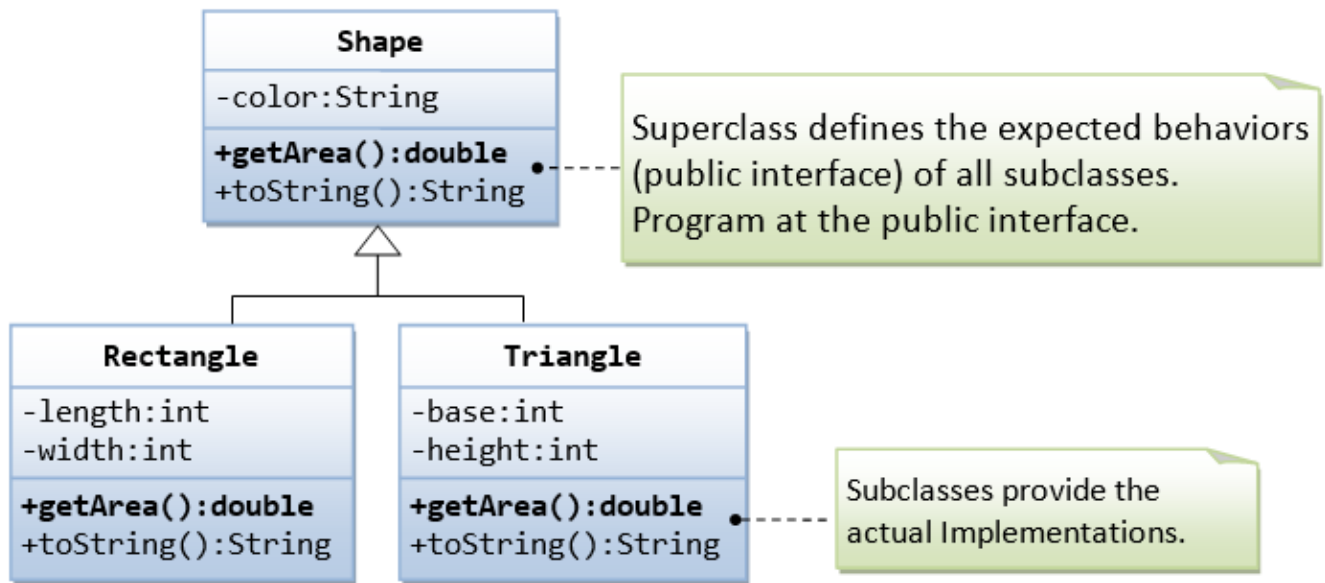 Shape
-color:String
+getArea():double
+toString():String
Superclass defines the expected behaviors
(public interface) of all subclasses.
Program at the public interface.
Rectangle
-length:int
-width:int
+getArea():double
+toString():String
Triangle
-base:int
-height:int
+getArea():double
+toString():String
Subclasses provide the
actual Implementations.